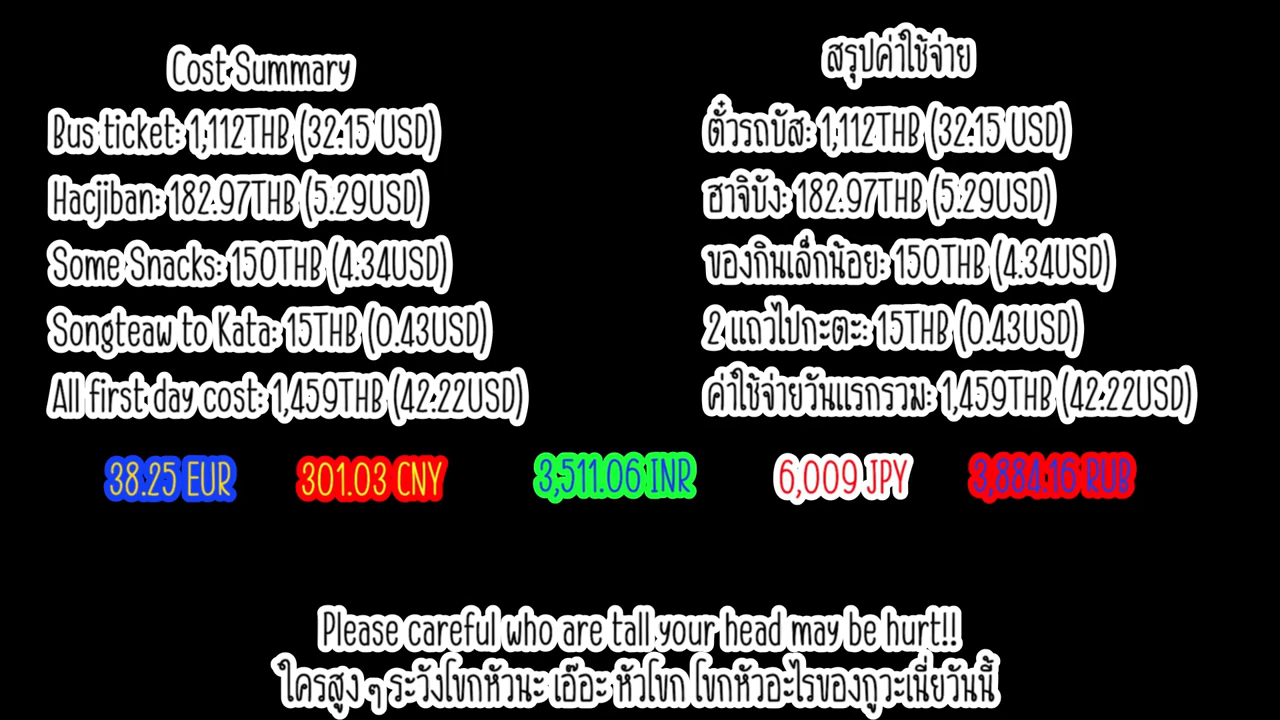 Cost Summary
Bus ticket: 1,112THB (32.15 USD)
Hacjiban: 182.97THB (5.29USD)
Some Snacks: 150THB (4.34USD)
Songteaw to Kata: 15THB (0.43USD)
All first day cost: 1,459THB (42.22USD)
สรุปค่าใช้จ่าย
ตั๋วรถบัส: 1,112THB (32.15 USD)
ฮาจิบัง: 182.97THB (5.29USD)
ของกินเล็กน้อย: 150THB (4.34USD)
2 แถวไปกะตะ: 15THB (0.43USD)
ค่าใช้จ่ายวันแรกรวม: 1,459THB (42.22USD)
38.25 EUR 301.03 CNY 3,511.06 INR 6,009 JPY 3,884.16 RUB
Please careful who are tall your head may be hurt!!
ใครสูง ๆ ระวังโขกหัวนะ เอ๊อะ หัวโขก โขกหัวอะไรของกูวะเนี่ยวันนี้